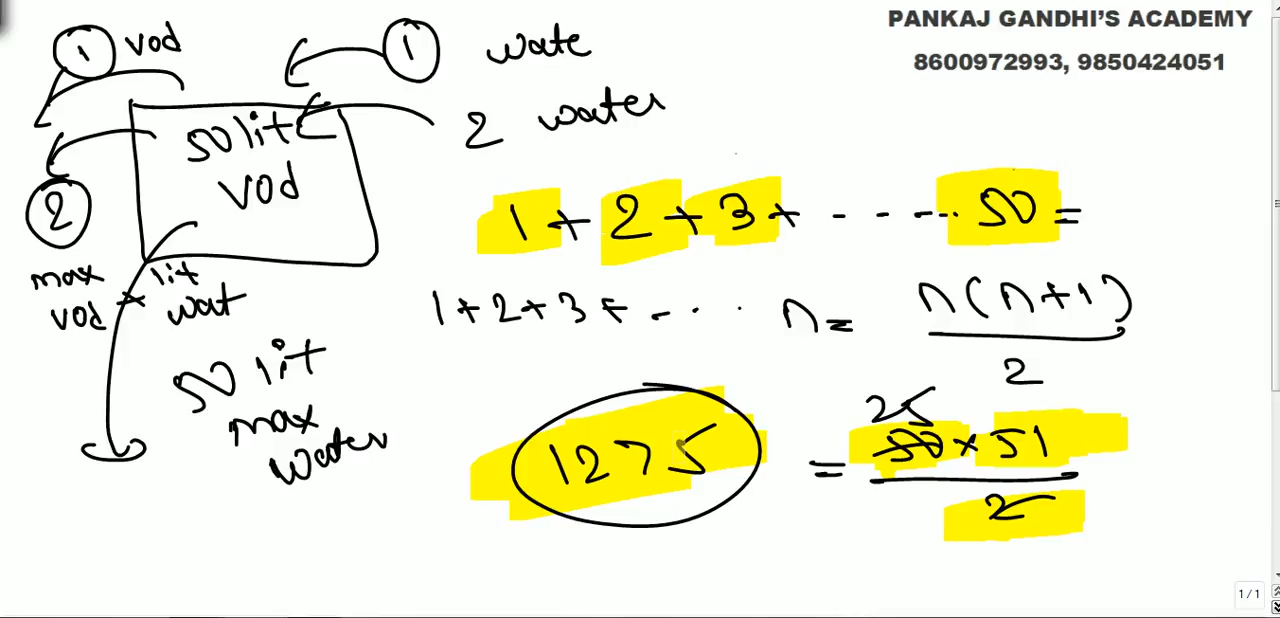 PANKAJ GANDHI'S ACADEMY
8600972993, 9850424051
1 vod
1 wate
2 water
50 lit
vod
2
max lit
vod wat
50 lit
max
water
1 + 2 + 3 + - - - - .. 50 =
1 + 2 + 3 + - . . . n = n(n+1)
2
25
= 50 × 51
2
1275
1 / 1